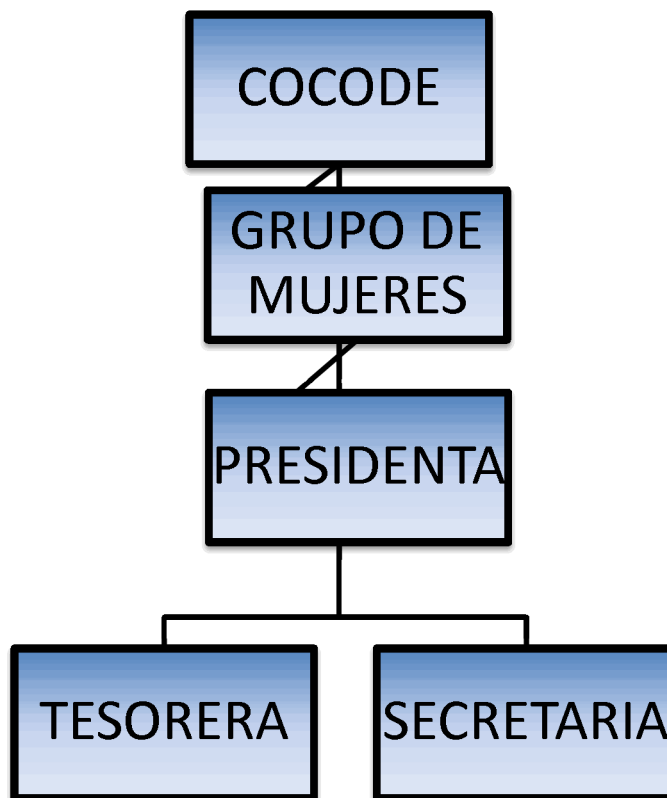 COCODE
GRUPO DE
MUJERES
PRESIDENTA
TESORERA
SECRETARIA